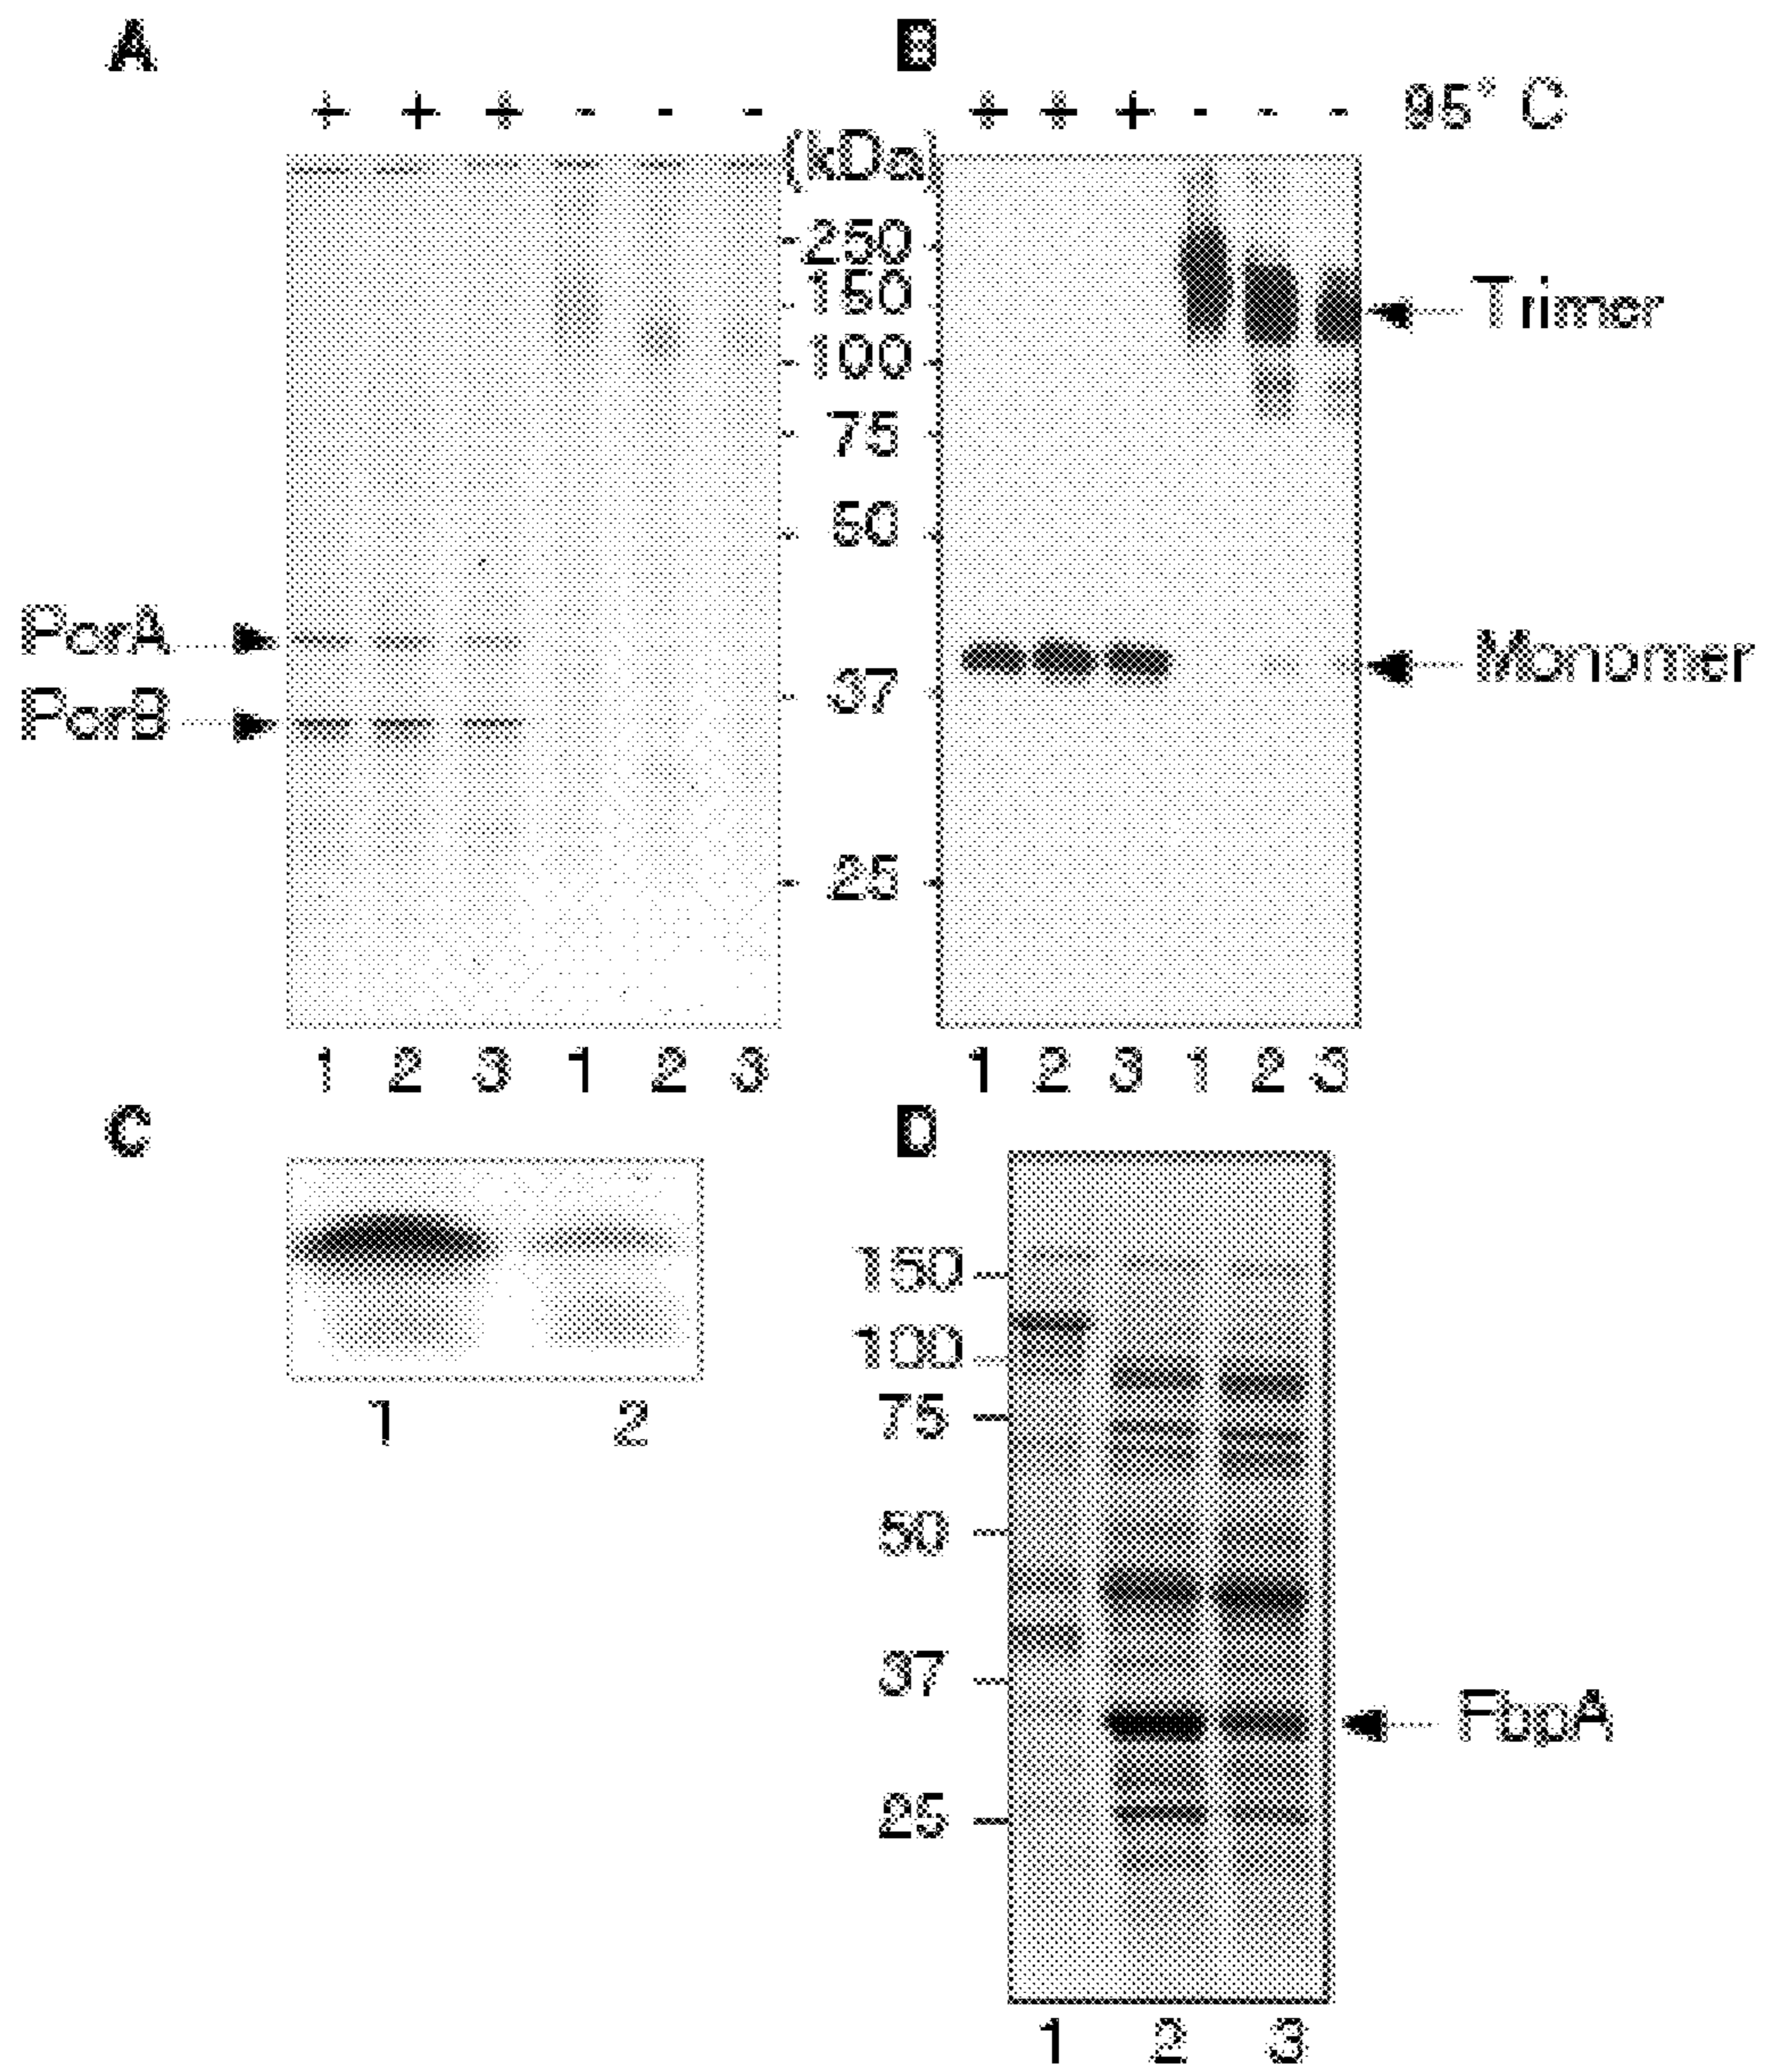 A B
+ + + - - - + + + - - - 95° C
(kDa)
250
150
100
75
50
37
25
Trimer
Monomer
PorA
PorB
1 2 3 1 2 3 1 2 3 1 2 3
C D
1 2
150
100
75
50
37
25
FbpA
1 2 3